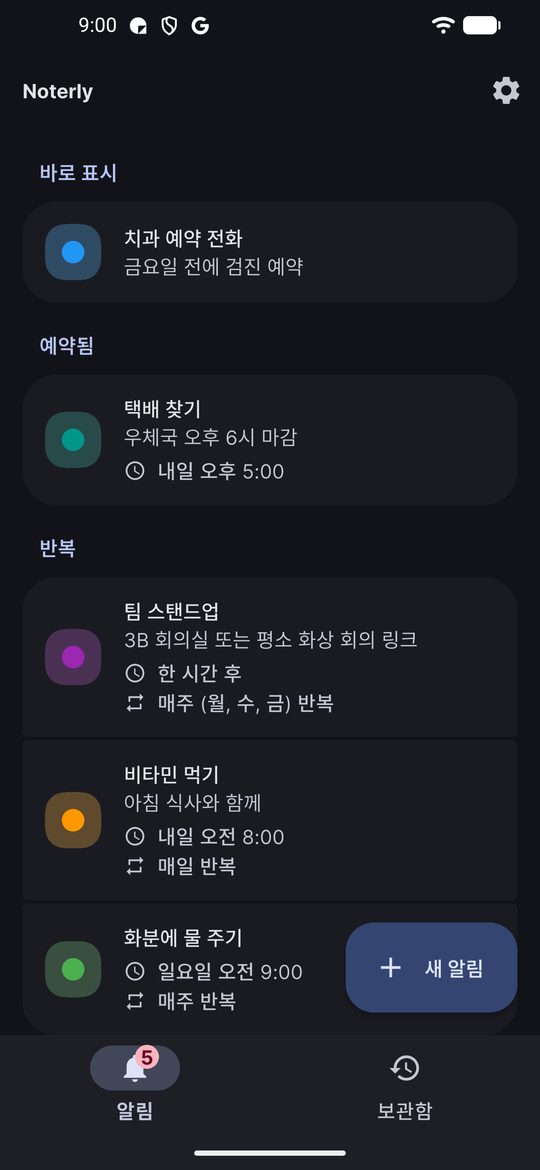 9:00
Noterly
바로 표시
치과 예약 전화
금요일 전에 검진 예약
예약됨
택배 찾기
우체국 오후 6시 마감
내일 오후 5:00
반복
팀 스탠드업
3B 회의실 또는 평소 화상 회의 링크
한 시간 후
매주 (월, 수, 금) 반복
비타민 먹기
아침 식사와 함께
내일 오전 8:00
매일 반복
화분에 물 주기
일요일 오전 9:00
매주 반복
새 알림
5
알림
보관함